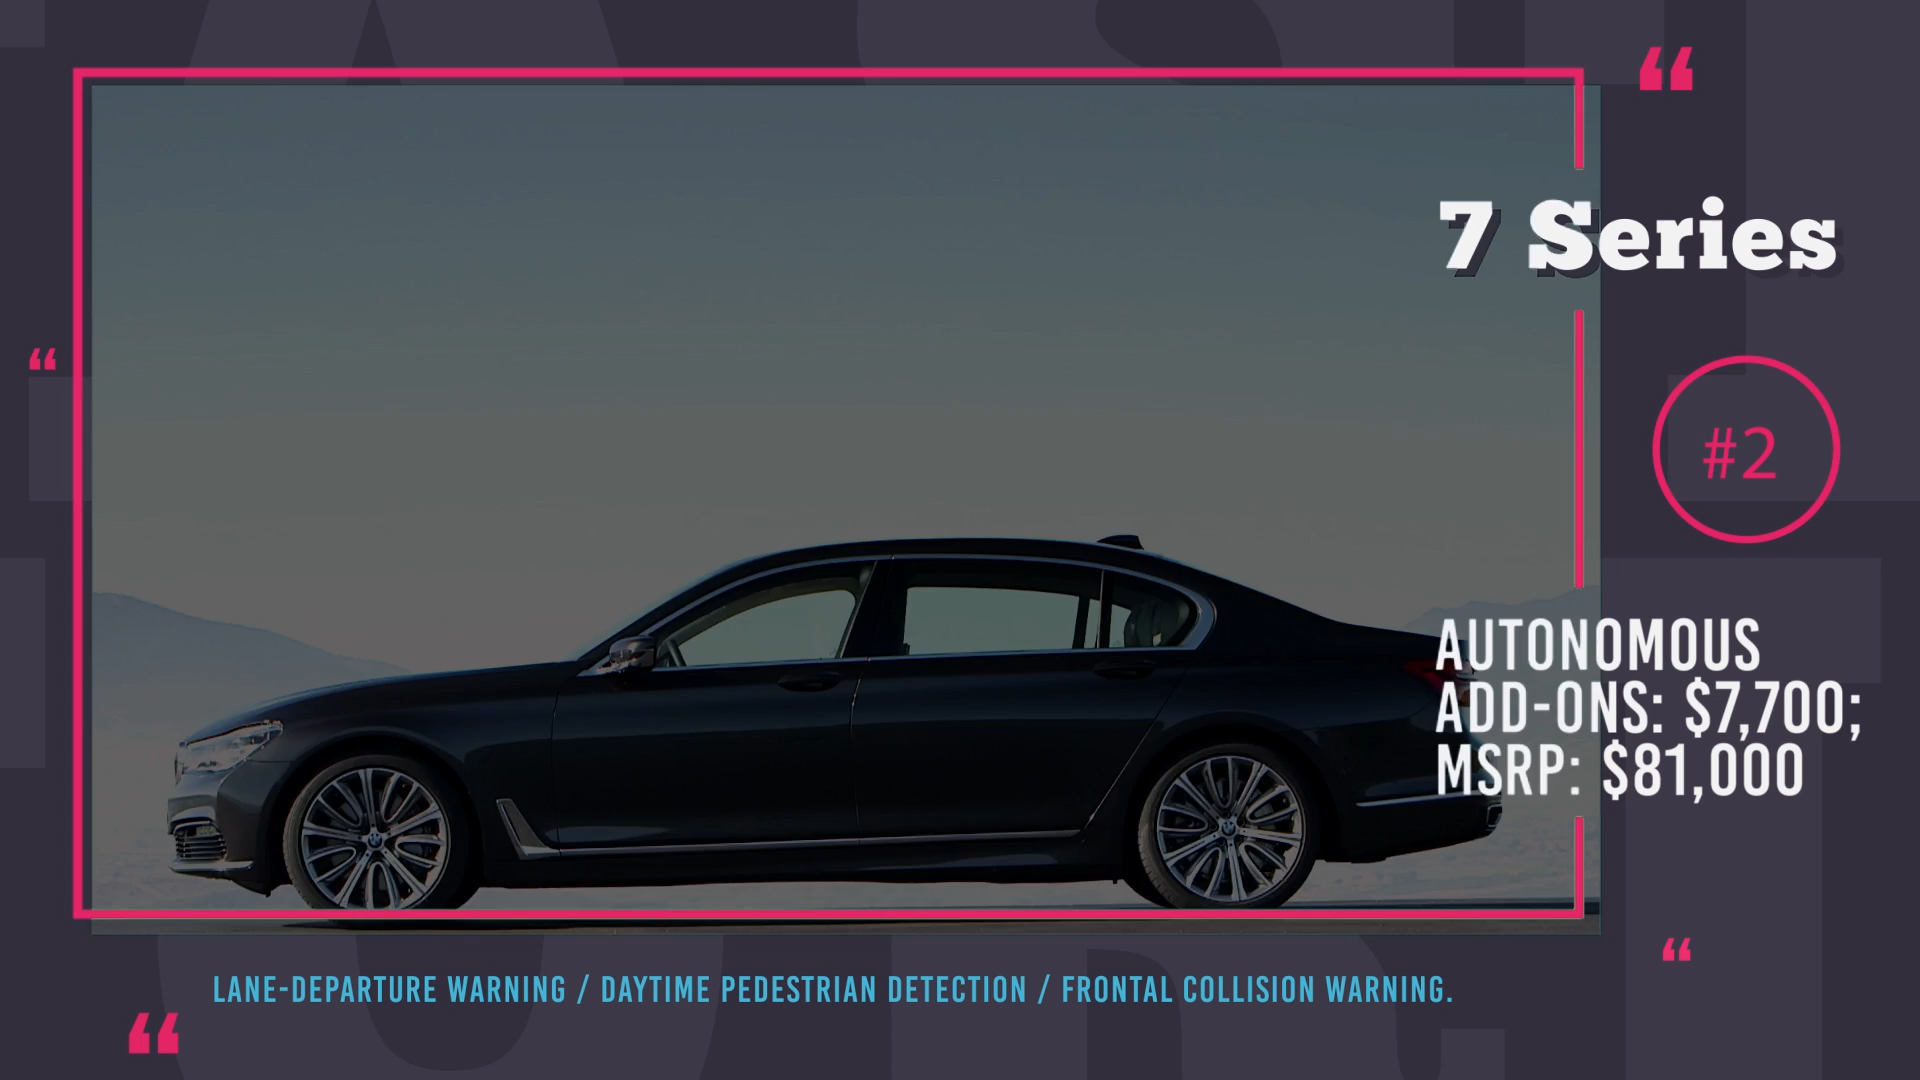 7 Series
#2
AUTONOMOUS
ADD-ONS: $7,700;
MSRP: $81,000
LANE-DEPARTURE WARNING / DAYTIME PEDESTRIAN DETECTION / FRONTAL COLLISION WARNING.